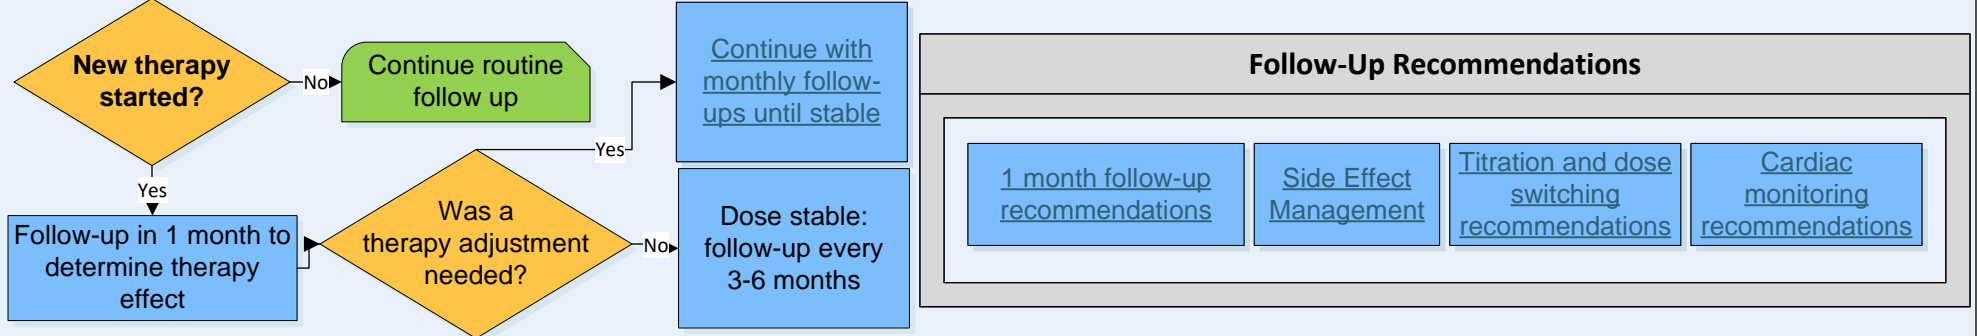 New therapy
started?
No
Continue routine
follow up
Yes
Follow-up in 1 month to
determine therapy
effect
Was a
therapy adjustment
needed?
Yes
Continue with
monthly follow-
ups until stable
No
Dose stable:
follow-up every
3-6 months
Follow-Up Recommendations
1 month follow-up
recommendations
Side Effect
Management
Titration and dose
switching
recommendations
Cardiac
monitoring
recommendations